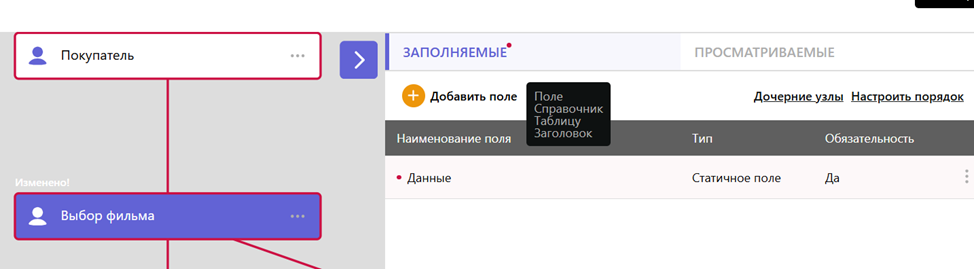 Покупатель
ЗАПОЛНЯЕМЫЕ
ПРОСМАТРИВАЕМЫЕ
Добавить поле
Поле
Справочник
Таблицу
Заголовок
Дочерние узлы
Настроить порядок
Наименование поля
Тип
Обязательность
Данные
Статичное поле
Да
Изменено!
Выбор фильма